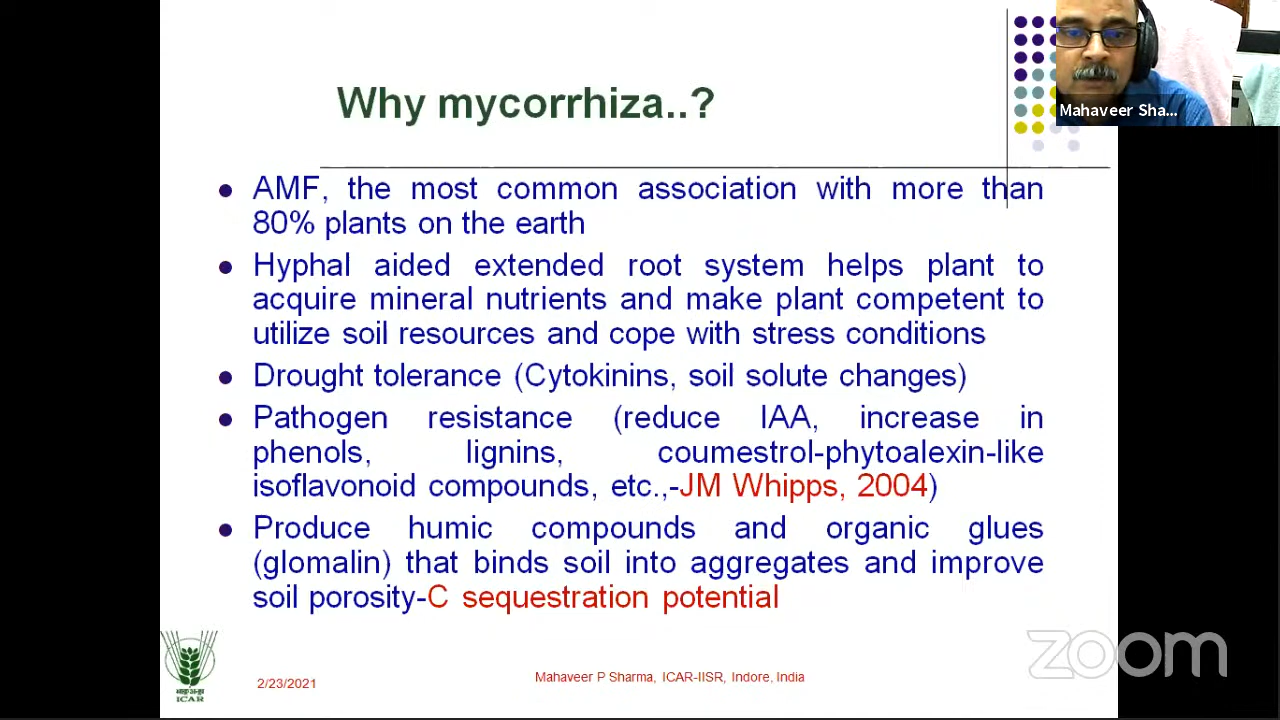 Why mycorrhiza..?
Mahaveer Sha...
AMF, the most common association with more than
80% plants on the earth
Hyphal aided extended root system helps plant to
acquire mineral nutrients and make plant competent to
utilize soil resources and cope with stress conditions
Drought tolerance (Cytokinins, soil solute changes)
Pathogen resistance (reduce IAA, increase in
phenols, lignins, coumestrol-phytoalexin-like
isoflavonoid compounds, etc.,-JM Whipps, 2004)
Produce humic compounds and organic glues
(glomalin) that binds soil into aggregates and improve
soil porosity-C sequestration potential
ICAR
2/23/2021
Mahaveer P Sharma, ICAR-IISR, Indore, India
zoom